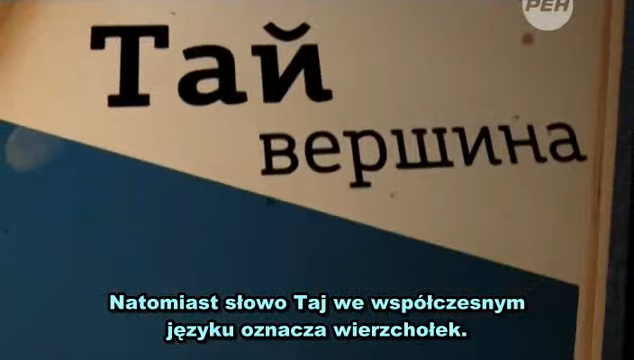 РЕН
Тай
вершина
Natomiast słowo Taj we współczesnym
języku oznacza wierzchołek.